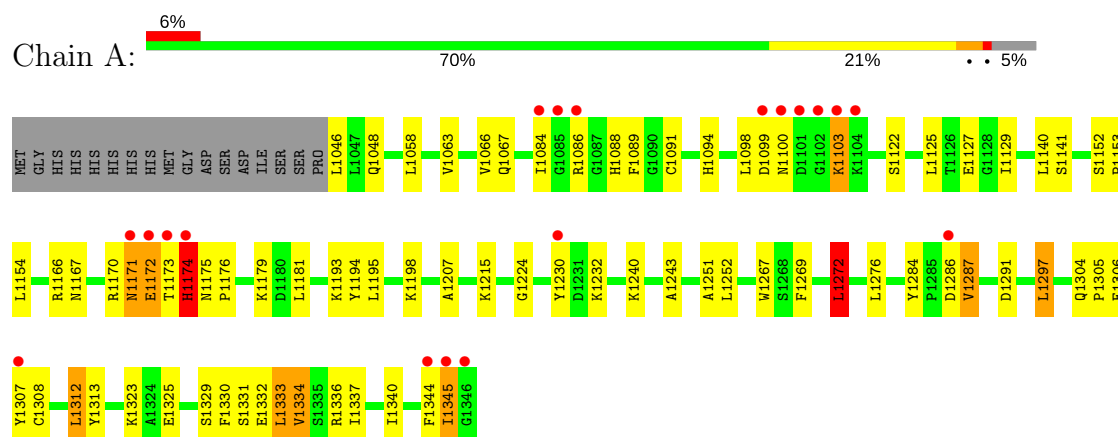 6%
Chain A:
70% 21% • • 5%
MET GLY HIS HIS HIS HIS HIS HIS MET GLY ASP SER ASP ILE SER SER PRO L1046 L1047 Q1048 L1058 V1063 V1066 Q1067 I1084 G1085 R1086 G1087 H1088 F1089 G1090 C1091 H1094 L1098 D1099 N1100 D1101 G1102 K1103 K1104 S1122 L1125 T1126 E1127 G1128 I1129 L1140 S1141 S1152
L1154 R1166 N1167 R1170 N1171 E1172 T1173 H1174 N1175 P1176 K1179 D1180 L1181 K1193 Y1194 L1195 K1198 A1207 K1215 G1224 Y1230 D1231 K1232 K1240 A1243 A1251 L1252 W1267 S1268 F1269 L1272 L1276 Y1284 P1285 D1286 V1287 D1291 L1297 Q1304 P1305
Y1307 C1308 L1312 Y1313 K1323 A1324 E1325 S1329 F1330 S1331 E1332 L1333 V1334 S1335 R1336 I1337 I1340 F1344 I1345 G1346